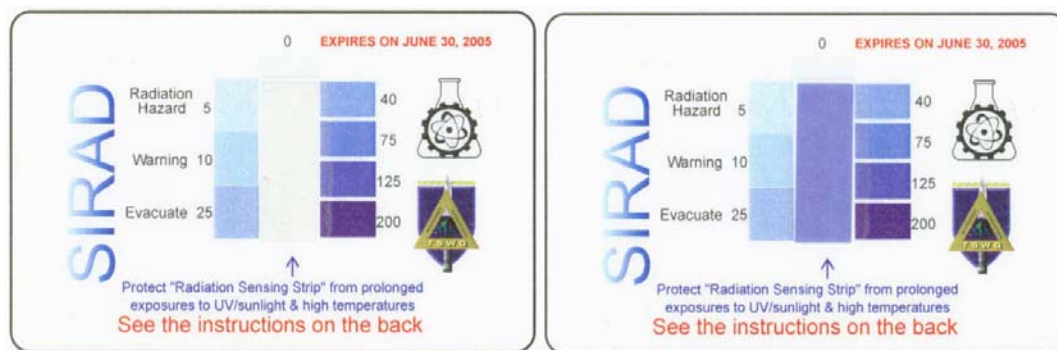 0 EXPIRES ON JUNE 30, 2005
SIRAD
Radiation
Hazard 5
Warning 10
Evacuate 25
40
75
125
200
TSWG
Protect "Radiation Sensing Strip" from prolonged
exposures to UV/sunlight & high temperatures
See the instructions on the back
0 EXPIRES ON JUNE 30, 2005
SIRAD
Radiation
Hazard 5
Warning 10
Evacuate 25
40
75
125
200
TSWG
Protect "Radiation Sensing Strip" from prolonged
exposures to UV/sunlight & high temperatures
See the instructions on the back